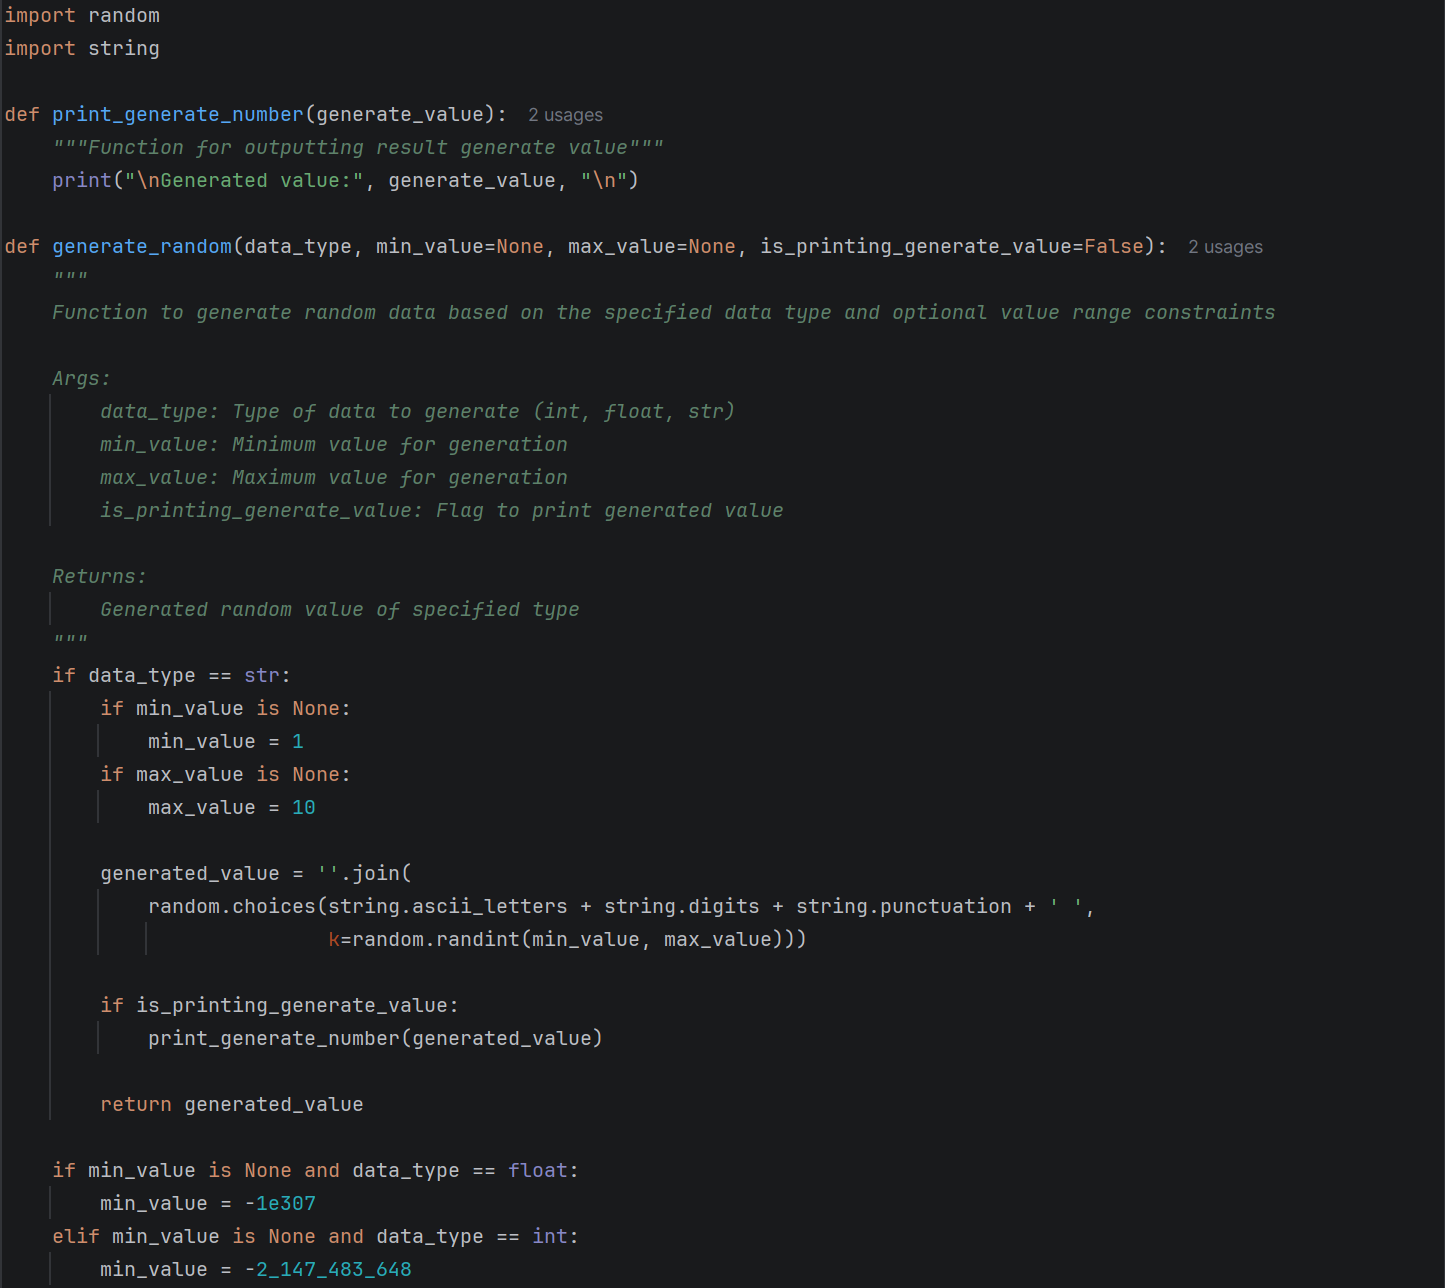 import random
import string
def print_generate_number(generate_value): 2 usages
    """Function for outputting result generate value"""
    print("\nGenerated value:", generate_value, "\n")
def generate_random(data_type, min_value=None, max_value=None, is_printing_generate_value=False): 2 usages
    """
    Function to generate random data based on the specified data type and optional value range constraints
    Args:
        data_type: Type of data to generate (int, float, str)
        min_value: Minimum value for generation
        max_value: Maximum value for generation
        is_printing_generate_value: Flag to print generated value
    Returns:
        Generated random value of specified type
    """
    if data_type == str:
        if min_value is None:
            min_value = 1
        if max_value is None:
            max_value = 10
        generated_value = ''.join(
            random.choices(string.ascii_letters + string.digits + string.punctuation + ' ',
                           k=random.randint(min_value, max_value)))
        if is_printing_generate_value:
            print_generate_number(generated_value)
        return generated_value
    if min_value is None and data_type == float:
        min_value = -1e307
    elif min_value is None and data_type == int:
        min_value = -2_147_483_648